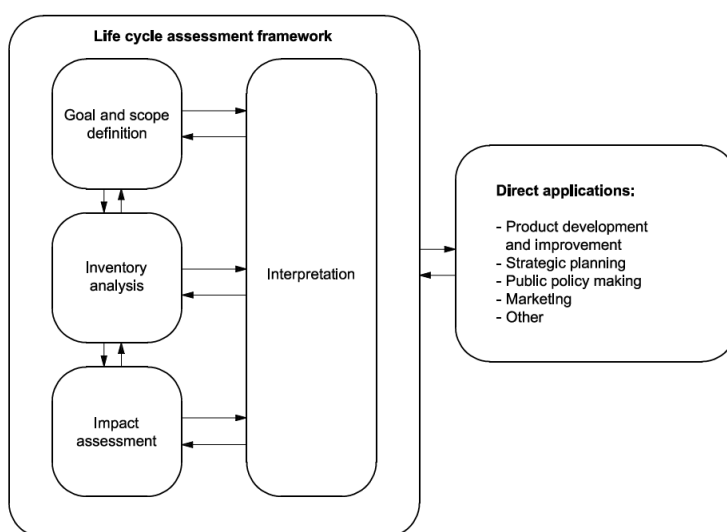 Life cycle assessment framework
Goal and scope
definition
Inventory
analysis
Impact
assessment
Interpretation
Direct applications:
- Product development
and improvement
- Strategic planning
- Public policy making
- Marketing
- Other